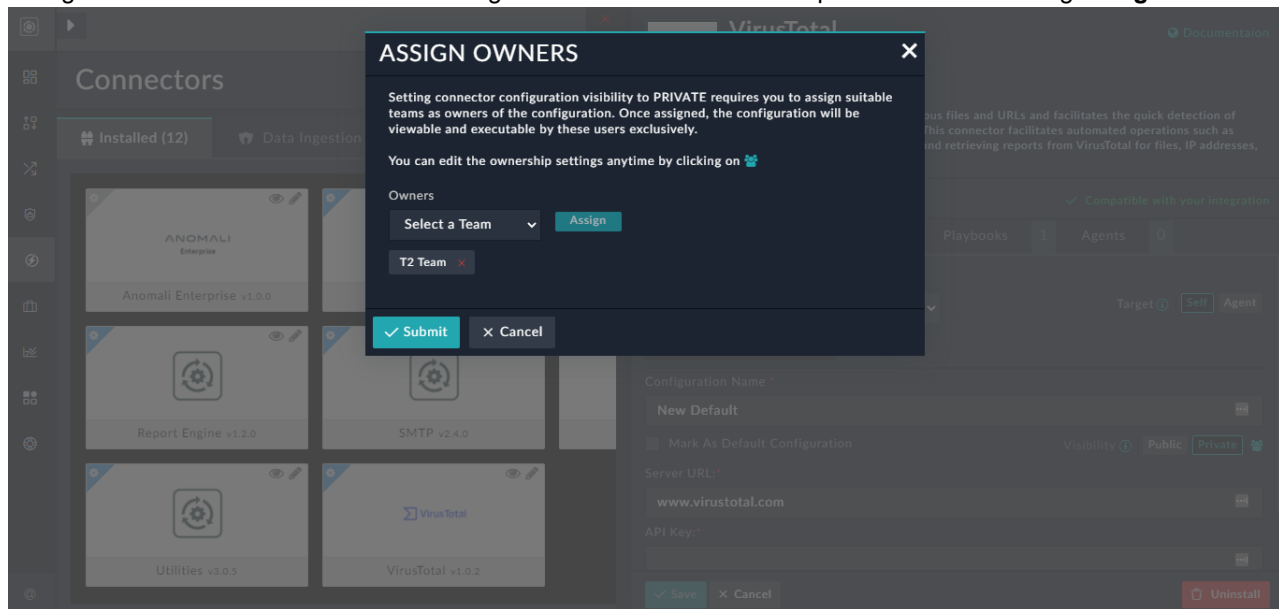 VirusTotal
Documentaion
ASSIGN OWNERS
Connectors
Setting connector configuration visibility to PRIVATE requires you to assign suitable
teams as owners of the configuration. Once assigned, the configuration will be
viewable and executable by these users exclusively.
You can edit the ownership settings anytime by clicking on
ous files and URLs and facilitates the quick detection of
This connector facilitates automated operations such as
and retrieving reports from VirusTotal for files, IP addresses,
Installed (12)
Data Ingestion
Owners
Select a Team
Assign
T2 Team
Compatible with your integration
Playbooks 1 Agents 0
ANOMALI
Enterprise
Anomali Enterprise v1.0.0
Target
Self
Agent
Submit
Cancel
Configuration Name *
New Default
Mark As Default Configuration
Visibility
Public
Private
Server URL:*
www.virustotal.com
API Key:*
Report Engine v1.2.0
SMTP v2.4.0
VirusTotal
Utilities v3.0.5
VirusTotal v1.0.2
Save
Cancel
Uninstall